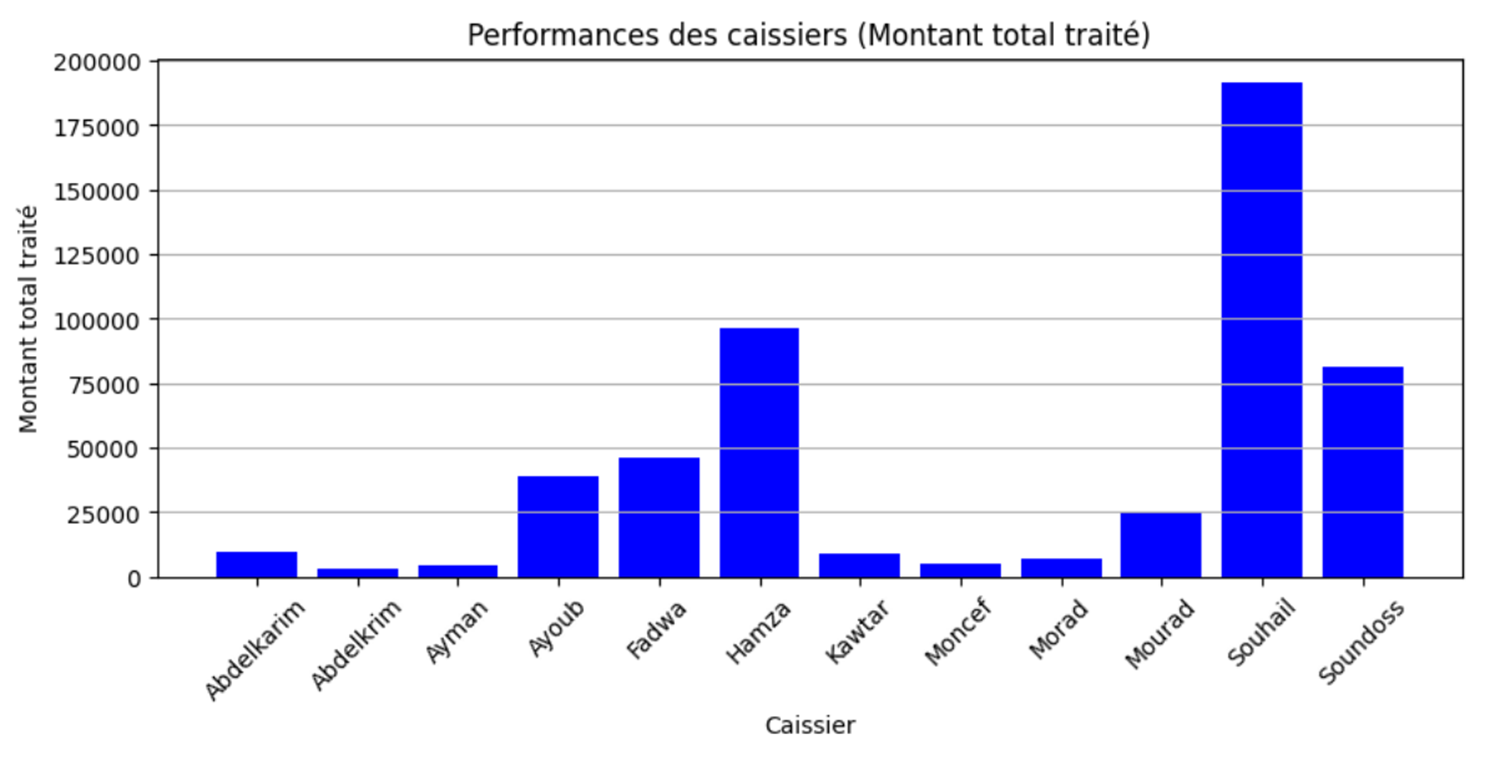 Performances des caissiers (Montant total traité)
200000
175000
150000
125000
100000
75000
50000
25000
0
Montant total traité
Abdelkarim
Abdelkrim
Ayman
Ayoub
Fadwa
Hamza
Kawtar
Moncef
Morad
Mourad
Souhail
Soundoss
Caissier